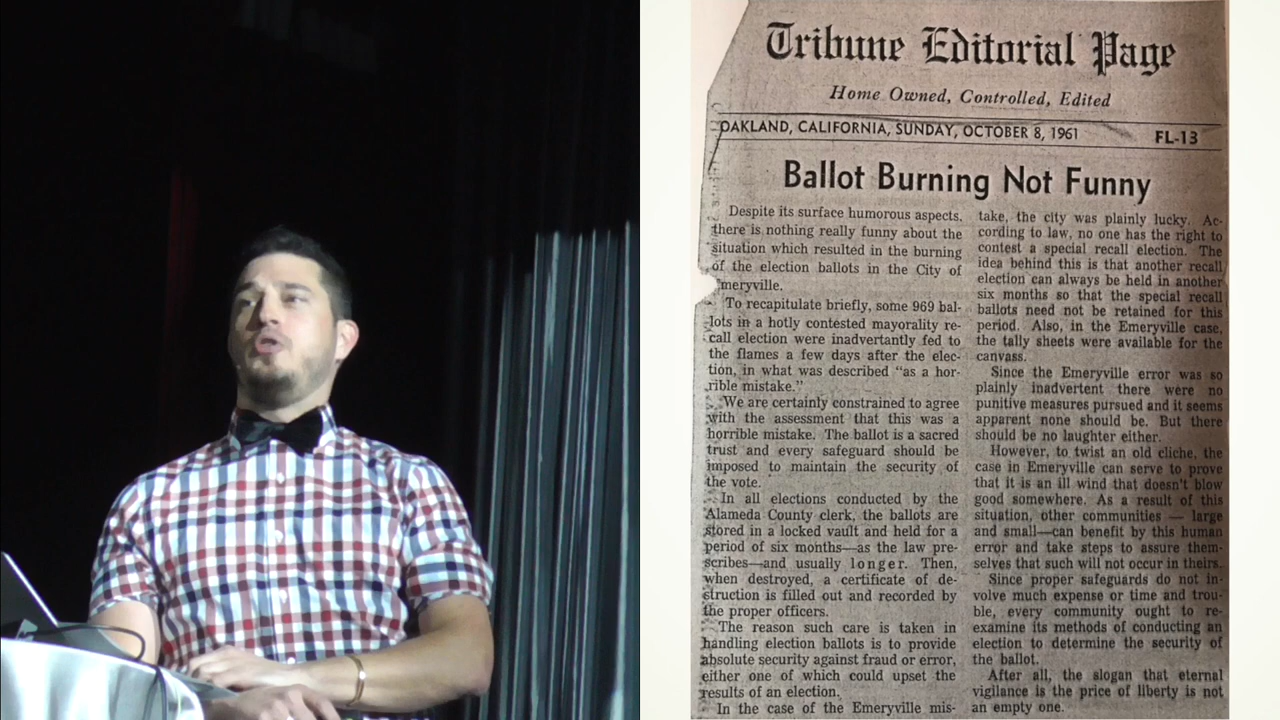 Tribune Editorial Page
Home Owned, Controlled, Edited
OAKLAND, CALIFORNIA, SUNDAY, OCTOBER 8, 1961
FL-13
Ballot Burning Not Funny
Despite its surface humorous aspects,
there is nothing really funny about the
situation which resulted in the burning
of the election ballots in the City of
meryville.
To recapitulate briefly, some 969 bal-
lots in a hotly contested mayorality re-
call election were inadvertantly fed to
the flames a few days after the elec-
tion, in what was described "as a hor-
rible mistake."
We are certainly constrained to agree
with the assessment that this was a
horrible mistake. The ballot is a sacred
trust and every safeguard should be
imposed to maintain the security of
the vote.
In all elections conducted by the
Alameda County clerk, the ballots are
stored in a locked vault and held for a
period of six months—as the law pre-
scribes—and usually longer. Then,
when destroyed, a certificate of de-
struction is filled out and recorded by
the proper officers.
The reason such care is taken in
handling election ballots is to provide
absolute security against fraud or error,
either one of which could upset the
results of an election.
In the case of the Emeryville mis-
take, the city was plainly lucky. Ac-
cording to law, no one has the right to
contest a special recall election. The
idea behind this is that another recall
election can always be held in another
six months so that the special recall
ballots need not be retained for this
period. Also, in the Emeryville case,
the tally sheets were available for the
canvass.
Since the Emeryville error was so
plainly inadvertent there were no
punitive measures pursued and it seems
apparent none should be. But there
should be no laughter either.
However, to twist an old cliche, the
case in Emeryville can serve to prove
that it is an ill wind that doesn't blow
good somewhere. As a result of this
situation, other communities — large
and small—can benefit by this human
error and take steps to assure them-
selves that such will not occur in theirs.
Since proper safeguards do not in-
volve much expense or time and trou-
ble, every community ought to re-
examine its methods of conducting an
election to determine the security of
the ballot.
After all, the slogan that eternal
vigilance is the price of liberty is not
an empty one.